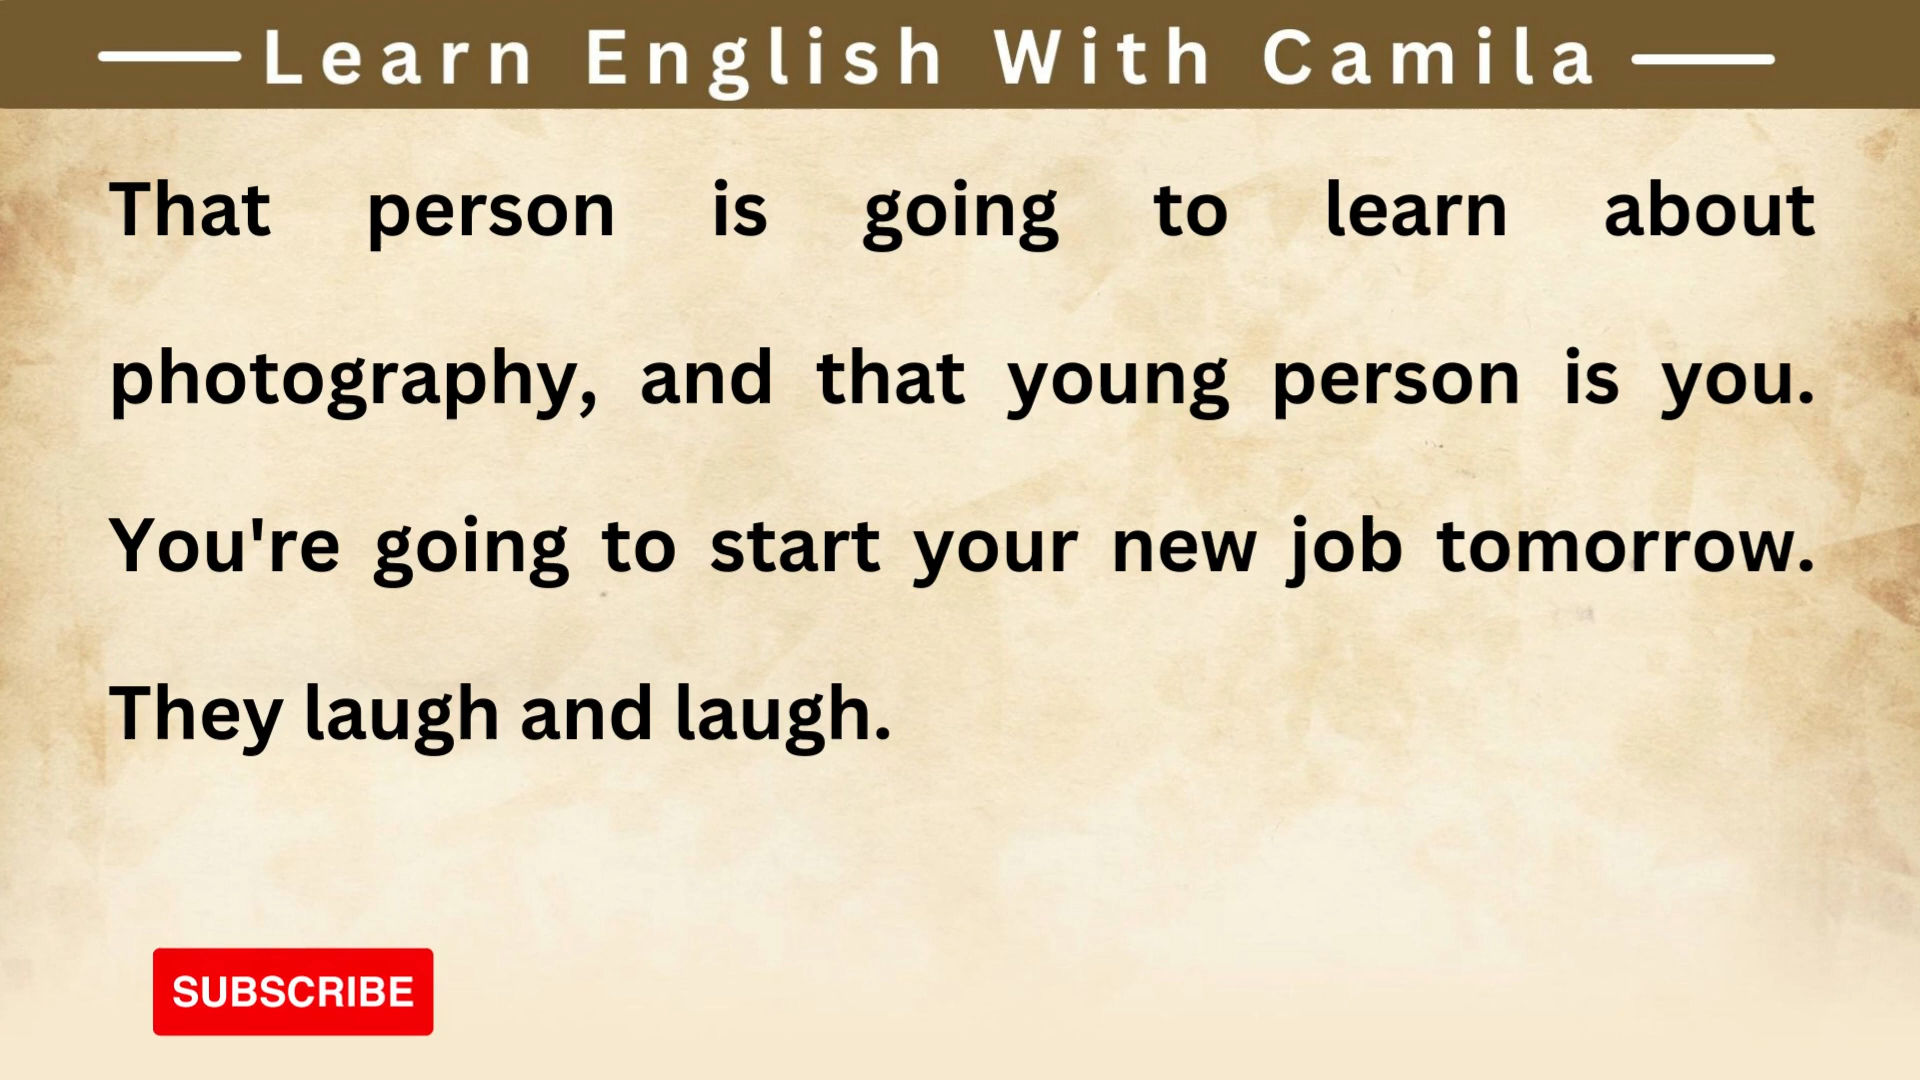 Learn English With Camila
That person is going to learn about
photography, and that young person is you.
You're going to start your new job tomorrow.
They laugh and laugh.
SUBSCRIBE